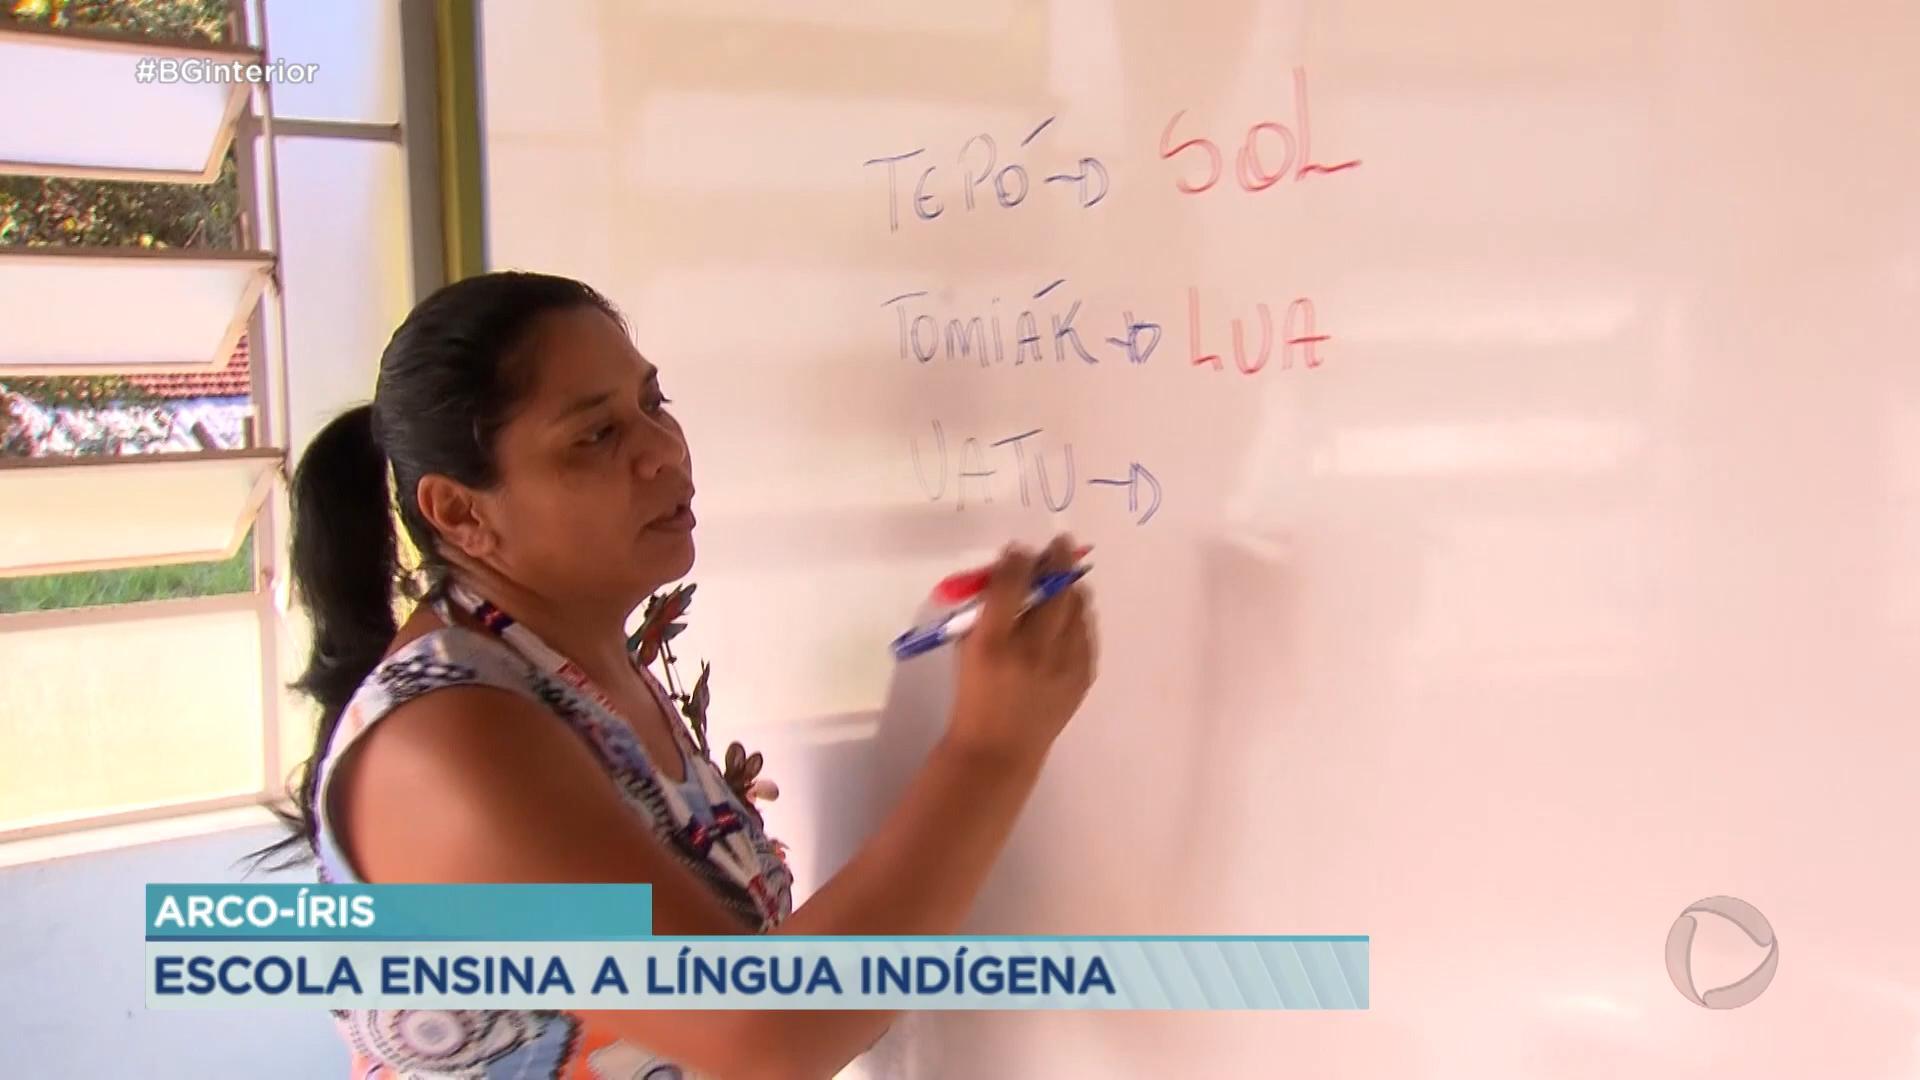 #BGinterior
TEPÓ → SOL
TOMIÁK → LUA
VATU →
ARCO-ÍRIS
ESCOLA ENSINA A LÍNGUA INDÍGENA